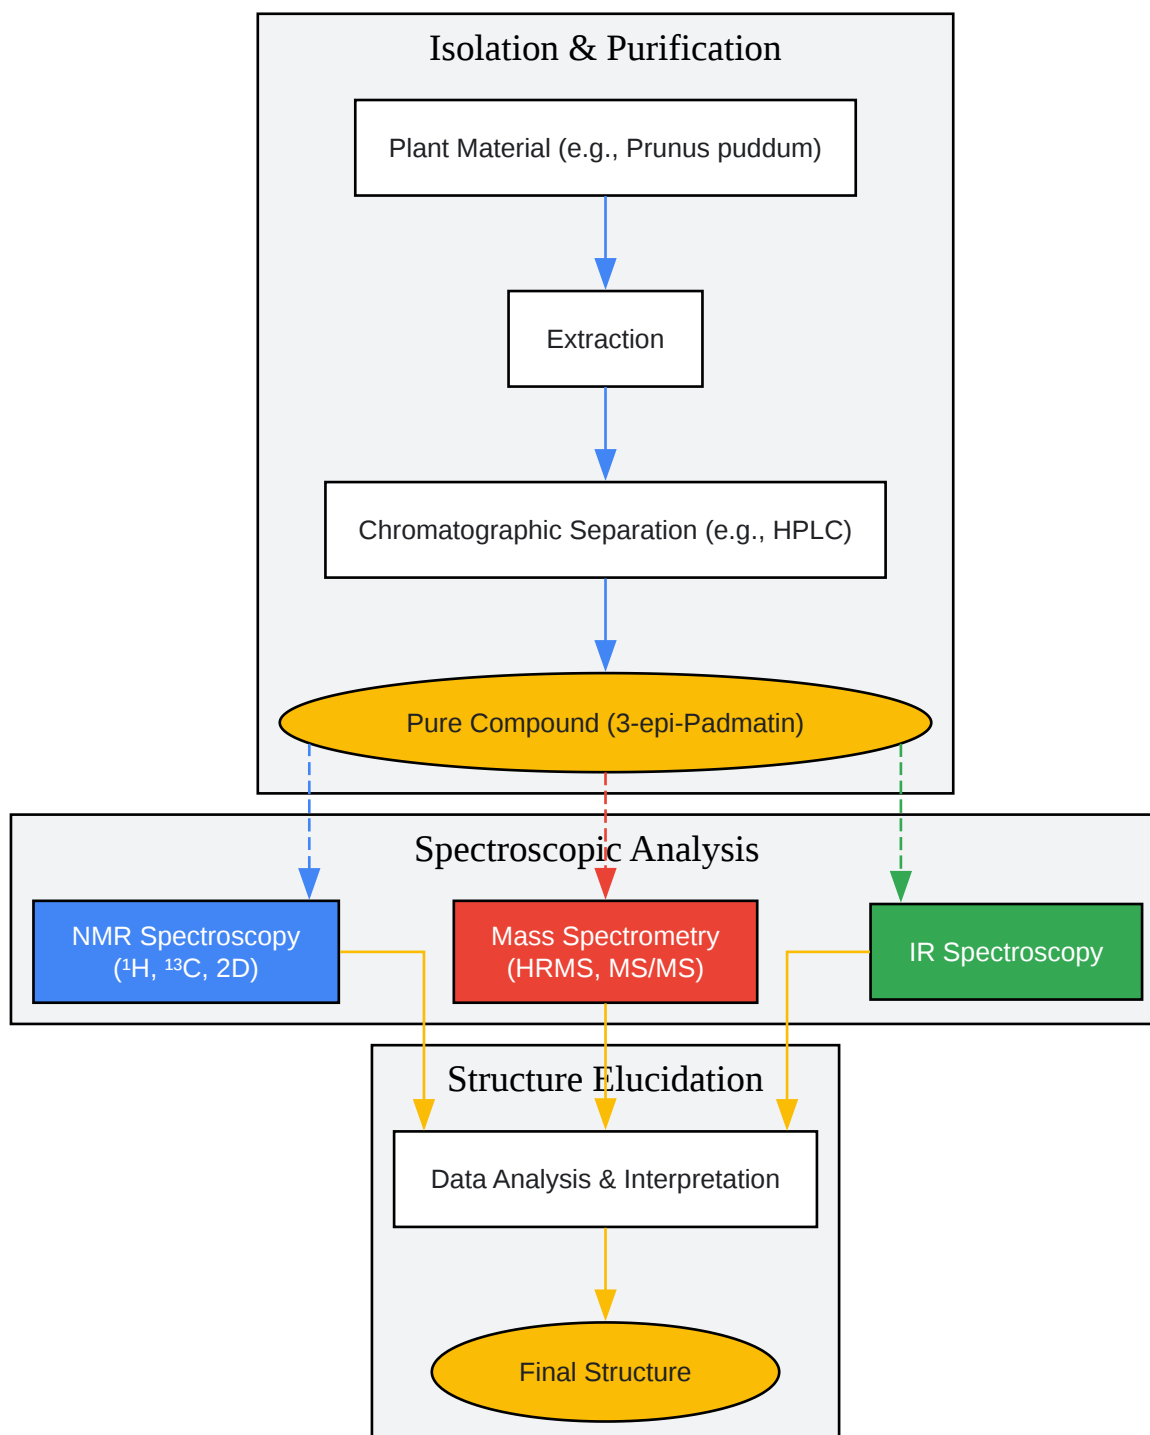 Isolation & Purification
Plant Material (e.g., Prunus puddum)
Extraction
Chromatographic Separation (e.g., HPLC)
Pure Compound (3-epi-Padmatin)
Spectroscopic Analysis
NMR Spectroscopy
(¹H, ¹³C, 2D)
Mass Spectrometry
(HRMS, MS/MS)
IR Spectroscopy
Structure Elucidation
Data Analysis & Interpretation
Final Structure